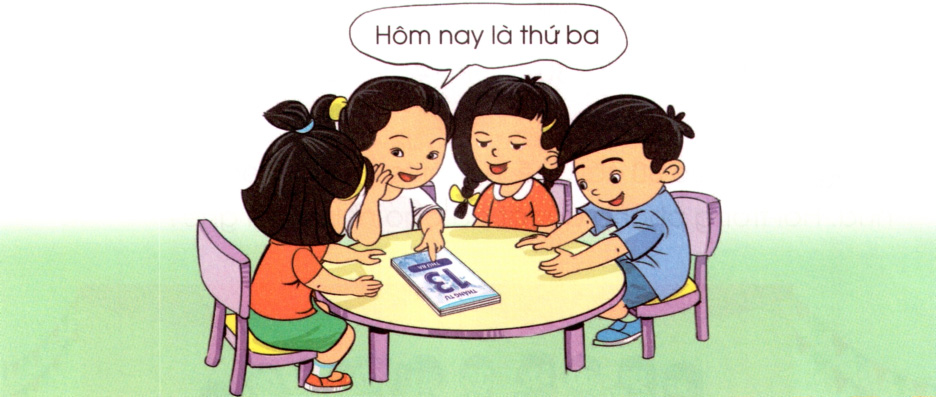 Hôm nay là thứ ba
THÁNG TƯ
13
THỨ BA